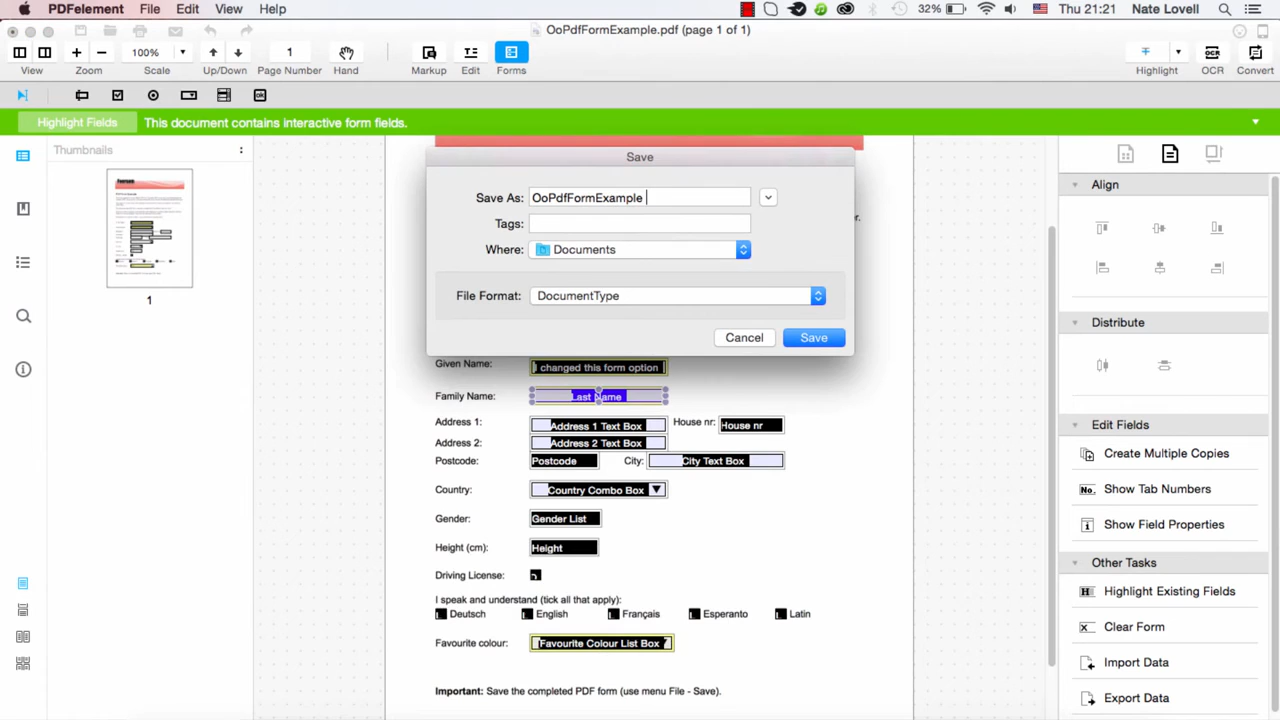 PDFelement File Edit View Help 32% Thu 21:21 Nate Lovell
OoPdfFormExample.pdf (page 1 of 1)
100% 1
View Zoom Scale Up/Down Page Number Hand Markup Edit Forms Highlight OCR Convert
Highlight Fields This document contains interactive form fields.
Thumbnails
1
Save
Save As: OoPdfFormExample
Tags:
Where: Documents
File Format: DocumentType
Cancel Save
Given Name: I changed this form option
Family Name: Last Name
Address 1: Address 1 Text Box House nr: House nr
Address 2: Address 2 Text Box
Postcode: Postcode City: City Text Box
Country: Country Combo Box
Gender: Gender List
Height (cm): Height
Driving License:
I speak and understand (tick all that apply):
Deutsch English Français Esperanto Latin
Favourite colour: Favourite Colour List Box
Important: Save the completed PDF form (use menu File - Save).
Align
Distribute
Edit Fields
Create Multiple Copies
No. Show Tab Numbers
Show Field Properties
Other Tasks
Highlight Existing Fields
Clear Form
Import Data
Export Data